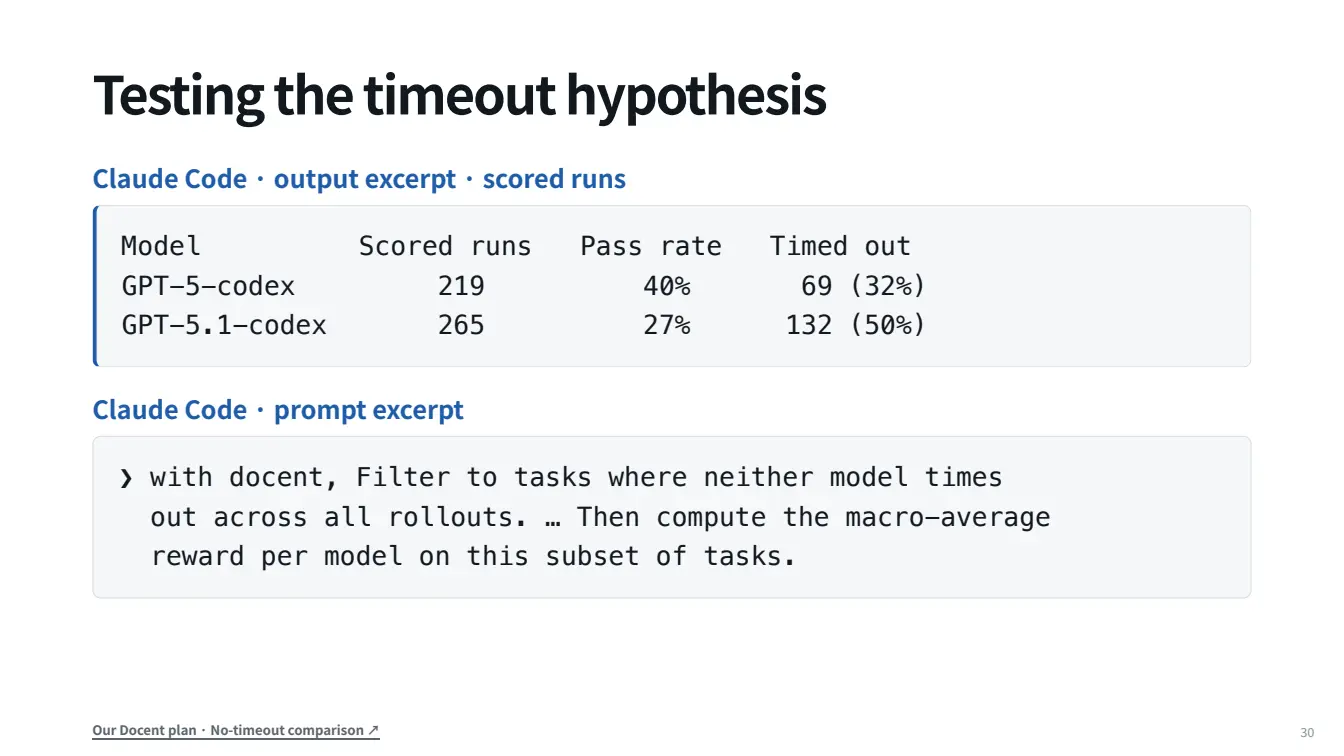 Testing the timeout hypothesis
Claude Code · output excerpt · scored runs
Model Scored runs Pass rate Timed out
GPT-5-codex 219 40% 69 (32%)
GPT-5.1-codex 265 27% 132 (50%)
Claude Code · prompt excerpt
❯ with docent, Filter to tasks where neither model times
out across all rollouts. … Then compute the macro-average
reward per model on this subset of tasks.
Our Docent plan · No-timeout comparison ↗
30